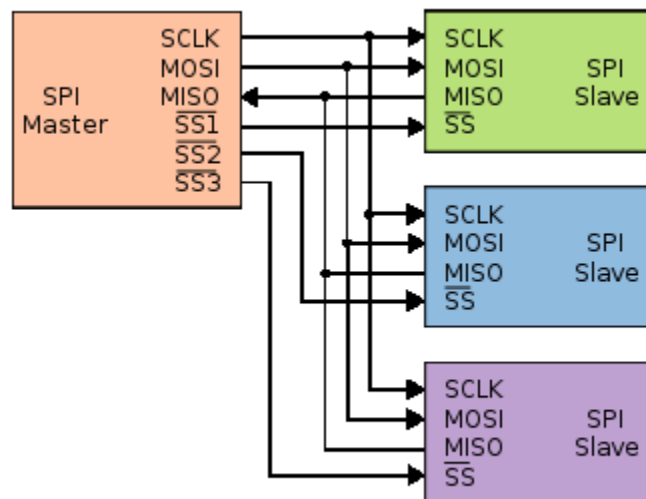 SCLK
MOSI
MISO
SS1
SS2
SS3
SPI
Master
SCLK
MOSI
MISO
SS
SPI
Slave
SCLK
MOSI
MISO
SS
SPI
Slave
SCLK
MOSI
MISO
SS
SPI
Slave